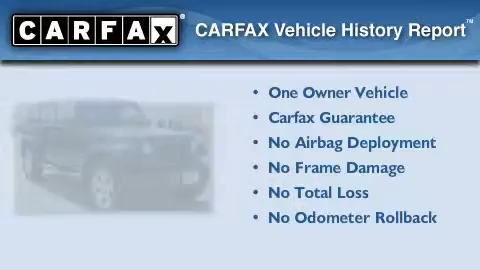 CARFAX® CARFAX Vehicle History Report™
• One Owner Vehicle
• Carfax Guarantee
• No Airbag Deployment
• No Frame Damage
• No Total Loss
• No Odometer Rollback